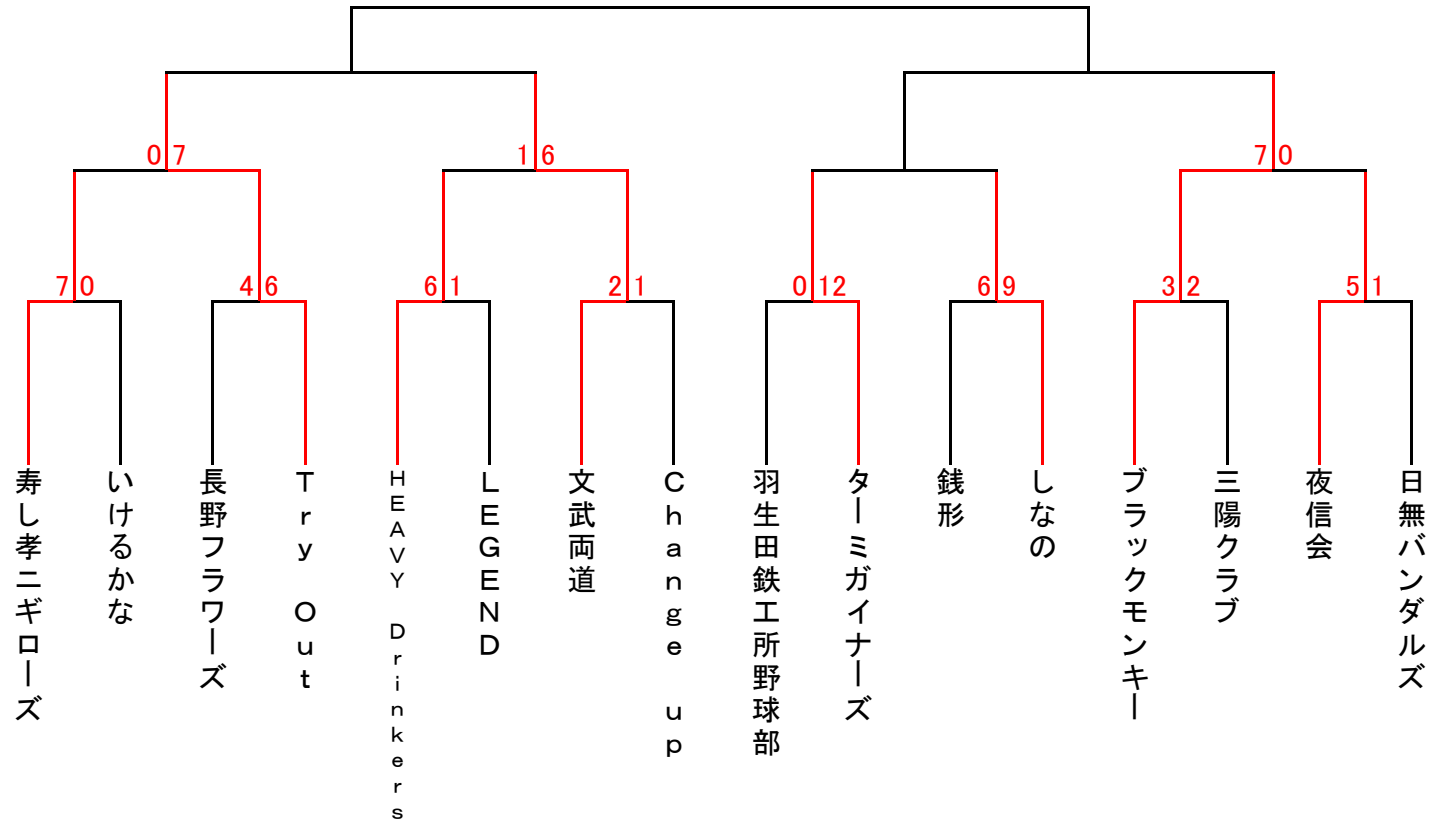 0 7
1 6
7 0
7 0
4 6
6 1
2 1
0 12
6 9
3 2
5 1
寿し孝ニギローズ
いけるかな
長野フラワーズ
Try Out
HEAVY Drinkers
LEGEND
文武両道
Change up
羽生田鉄工所野球部
ターミガイナーズ
銭形
しなの
ブラックモンキー
三陽クラブ
夜信会
日無バンダルズ